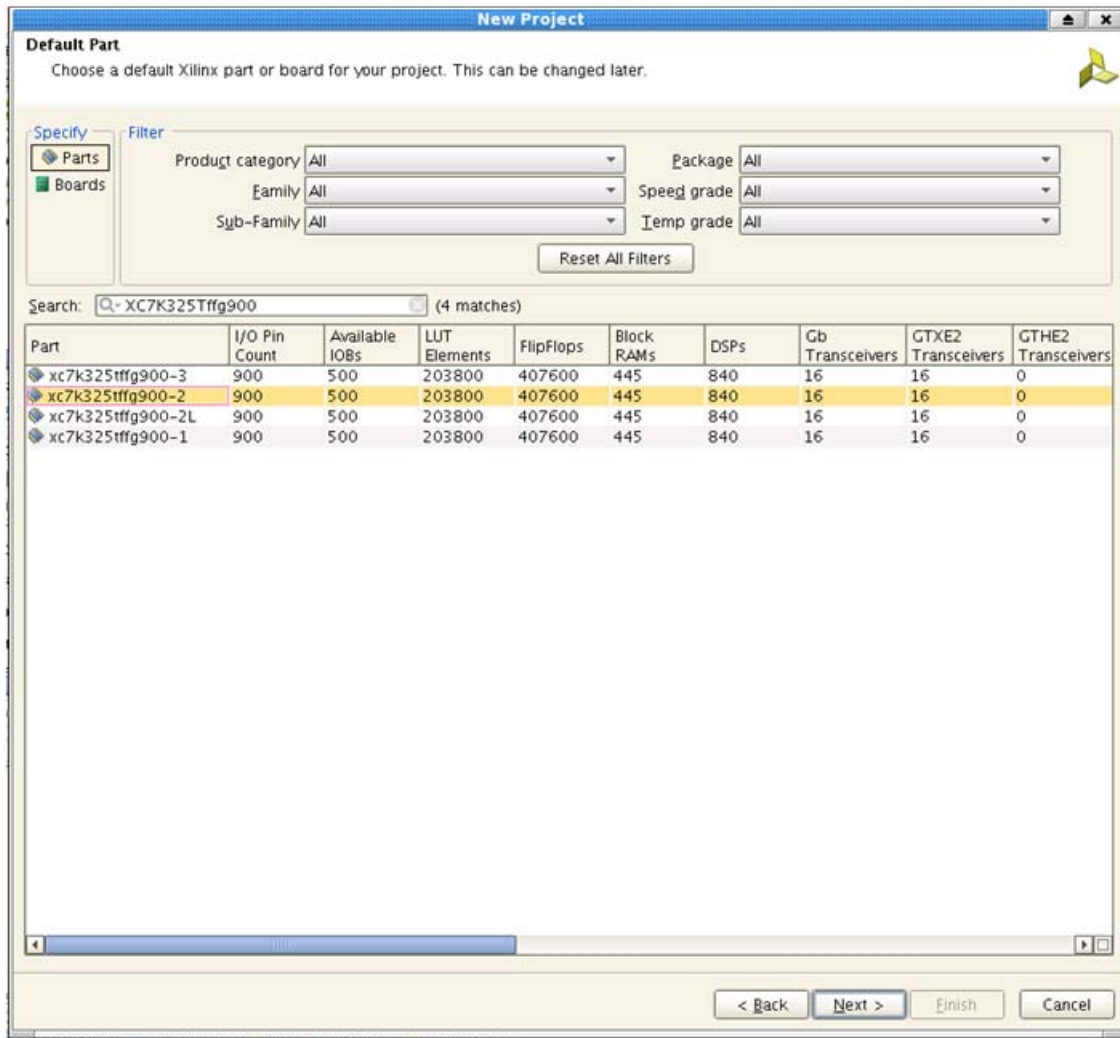 New Project
Default Part
Choose a default Xilinx part or board for your project. This can be changed later.
Specify
Filter
Parts
Boards
Product category All
Package All
Family All
Speed grade All
Sub-Family All
Temp grade All
Reset All Filters
Search: XC7K325Tffg900 (4 matches)
Part I/O Pin Count Available IOBs LUT Elements FlipFlops Block RAMs DSPs Gb Transceivers GTXE2 Transceivers GTHE2 Transceivers
xc7k325tffg900-3 900 500 203800 407600 445 840 16 16 0
xc7k325tffg900-2 900 500 203800 407600 445 840 16 16 0
xc7k325tffg900-2L 900 500 203800 407600 445 840 16 16 0
xc7k325tffg900-1 900 500 203800 407600 445 840 16 16 0
< Back Next > Finish Cancel